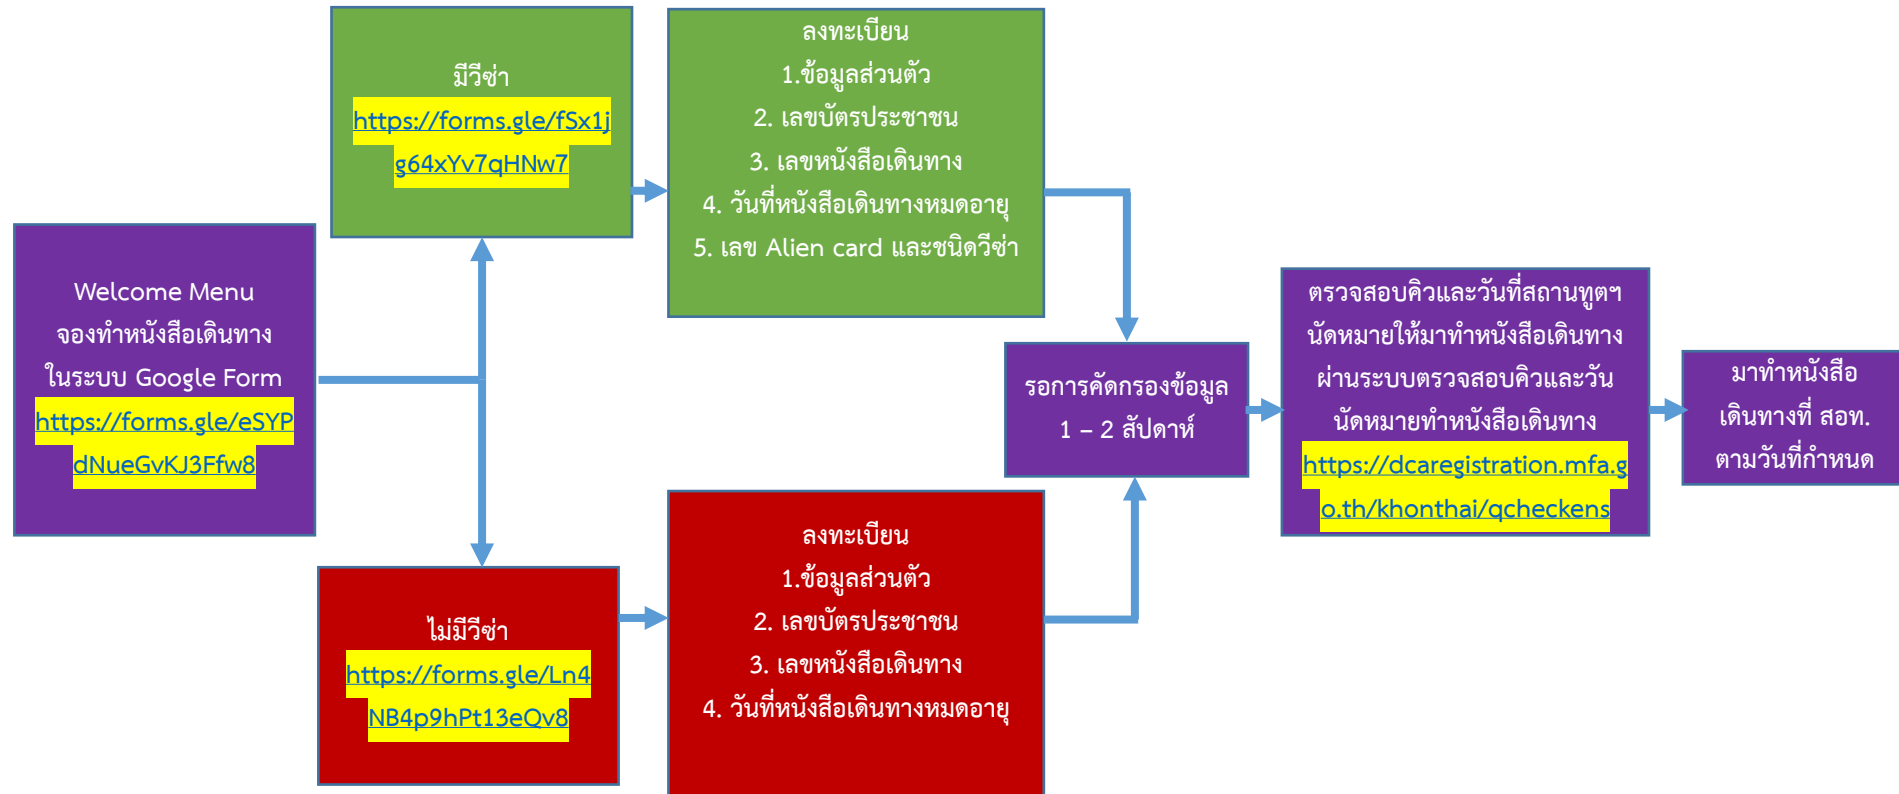 Welcome Menu
จองทำหนังสือเดินทาง
ในระบบ Google Form
https://forms.gle/eSYP
dNueGvKJ3Ffw8
มีวีซ่า
https://forms.gle/fSx1j
g64xYv7qHNw7
ลงทะเบียน
1.ข้อมูลส่วนตัว
2. เลขบัตรประชาชน
3. เลขหนังสือเดินทาง
4. วันที่หนังสือเดินทางหมดอายุ
5. เลข Alien card และชนิดวีซ่า
ไม่มีวีซ่า
https://forms.gle/Ln4
NB4p9hPt13eQv8
ลงทะเบียน
1.ข้อมูลส่วนตัว
2. เลขบัตรประชาชน
3. เลขหนังสือเดินทาง
4. วันที่หนังสือเดินทางหมดอายุ
รอการคัดกรองข้อมูล
1 – 2 สัปดาห์
ตรวจสอบคิวและวันที่สถานทูตฯ
นัดหมายให้มาทำหนังสือเดินทาง
ผ่านระบบตรวจสอบคิวและวัน
นัดหมายทำหนังสือเดินทาง
https://dcaregistration.mfa.g
o.th/khonthai/qcheckens
มาทำหนังสือ
เดินทางที่ สอท.
ตามวันที่กำหนด